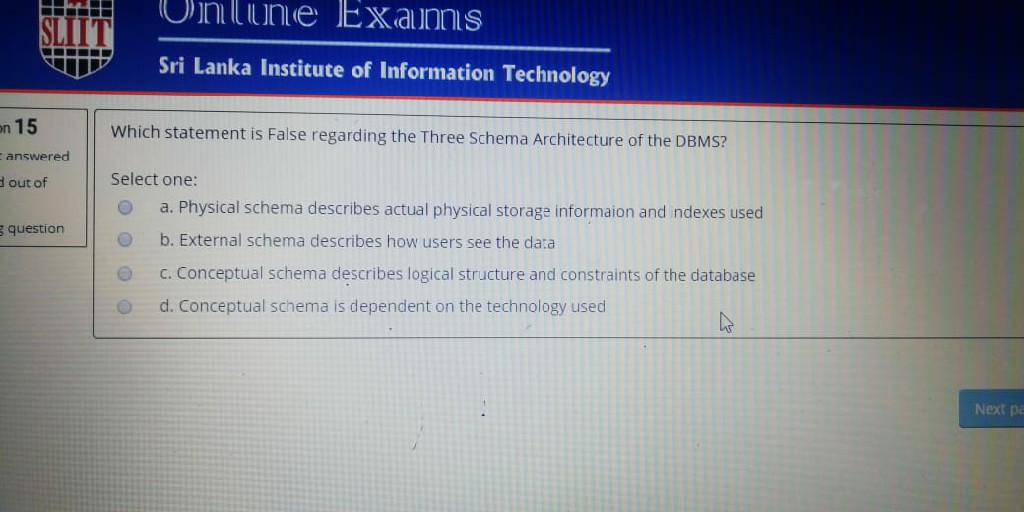 SLIIT
Online Exams
Sri Lanka Institute of Information Technology
on 15
answered
d out of
question
Which statement is False regarding the Three Schema Architecture of the DBMS?
Select one:
a. Physical schema describes actual physical storage informaion and indexes used
b. External schema describes how users see the data
c. Conceptual schema describes logical structure and constraints of the database
d. Conceptual schema is dependent on the technology used
Next pa